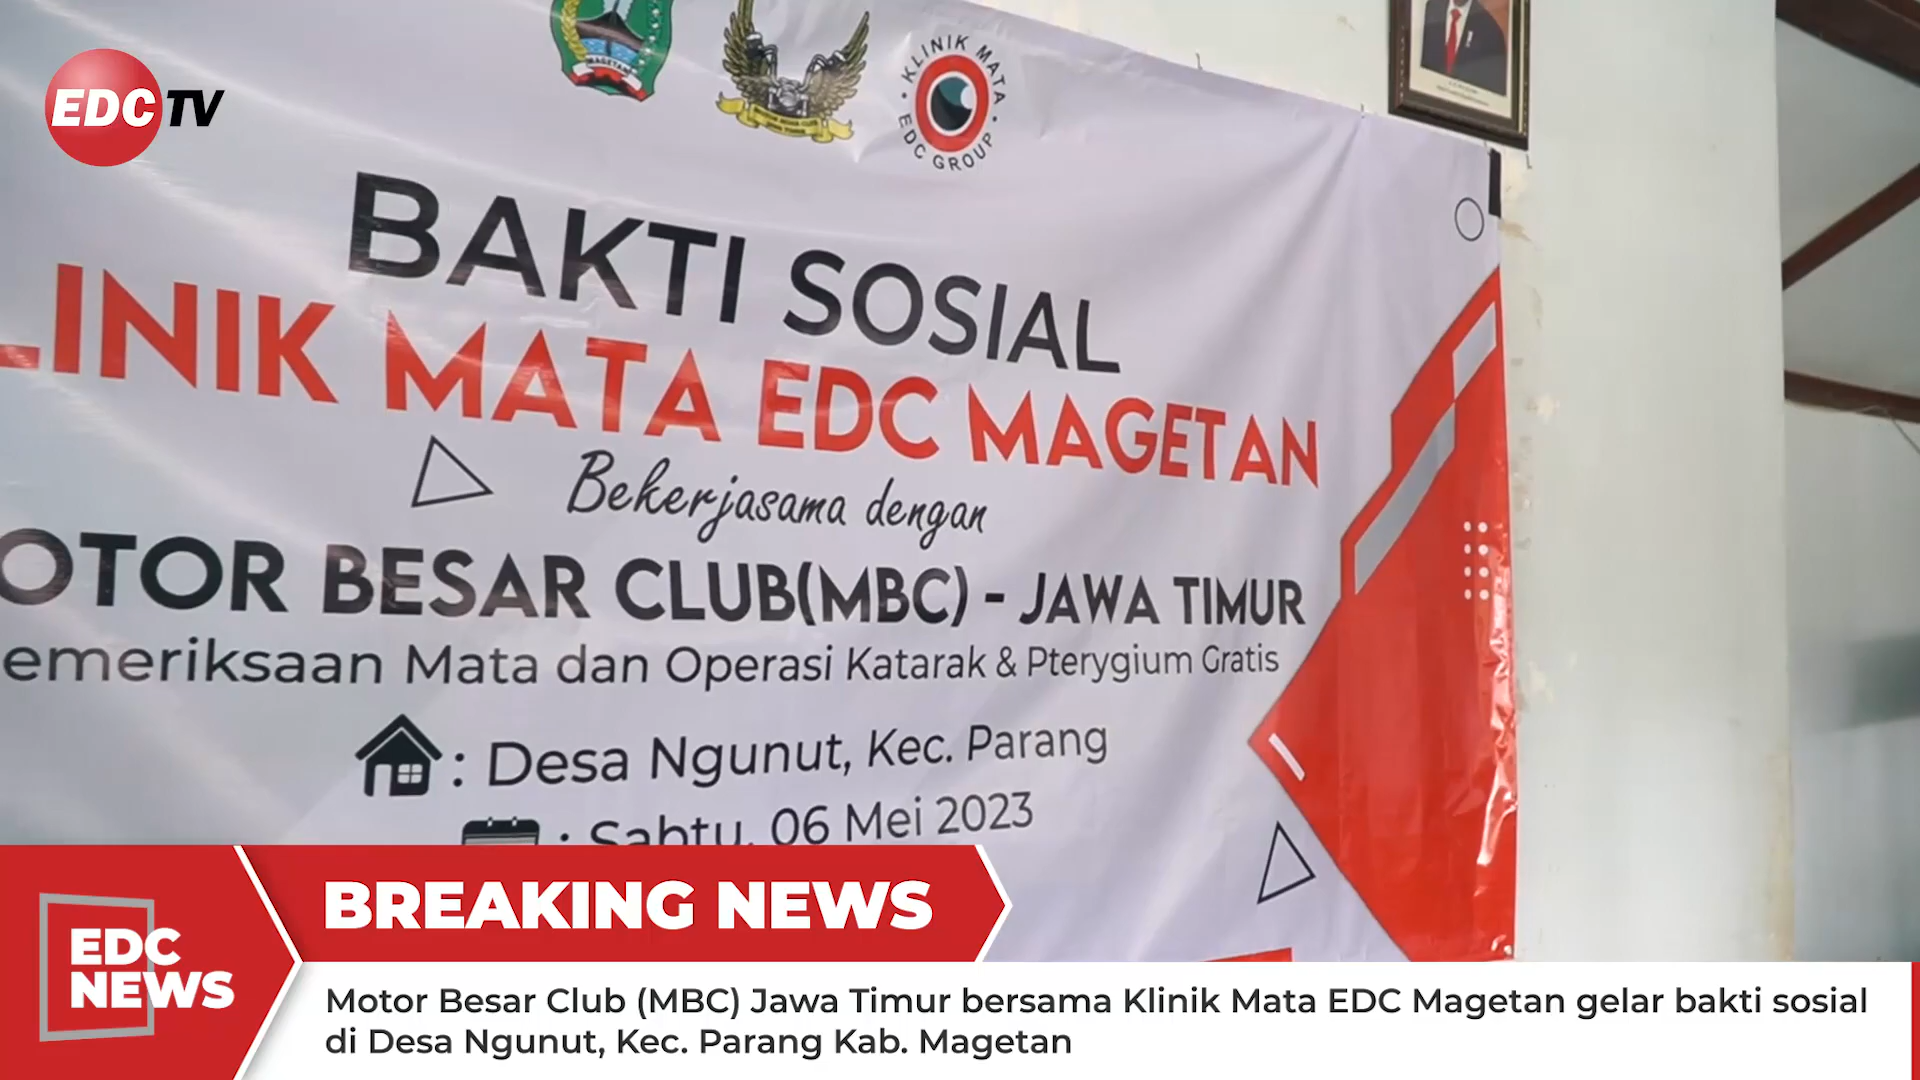 EDC TV
MAGETAN
KLINIK MATA
EDC GROUP
BAKTI SOSIAL
LINIK MATA EDC MAGETAN
Bekerjasama dengan
OTOR BESAR CLUB(MBC) - JAWA TIMUR
emeriksaan Mata dan Operasi Katarak & Pterygium Gratis
: Desa Ngunut, Kec. Parang
: Sabtu, 06 Mei 2023
BREAKING NEWS
EDC
NEWS
Motor Besar Club (MBC) Jawa Timur bersama Klinik Mata EDC Magetan gelar bakti sosial
di Desa Ngunut, Kec. Parang Kab. Magetan